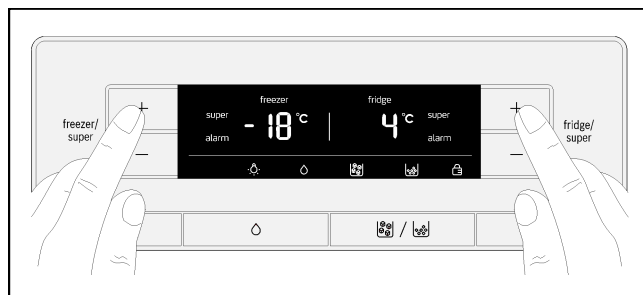 freezer
fridge
super
super
-18°C
4°C
alarm
alarm
freezer/
super
fridge/
super
+
+
−
−
/